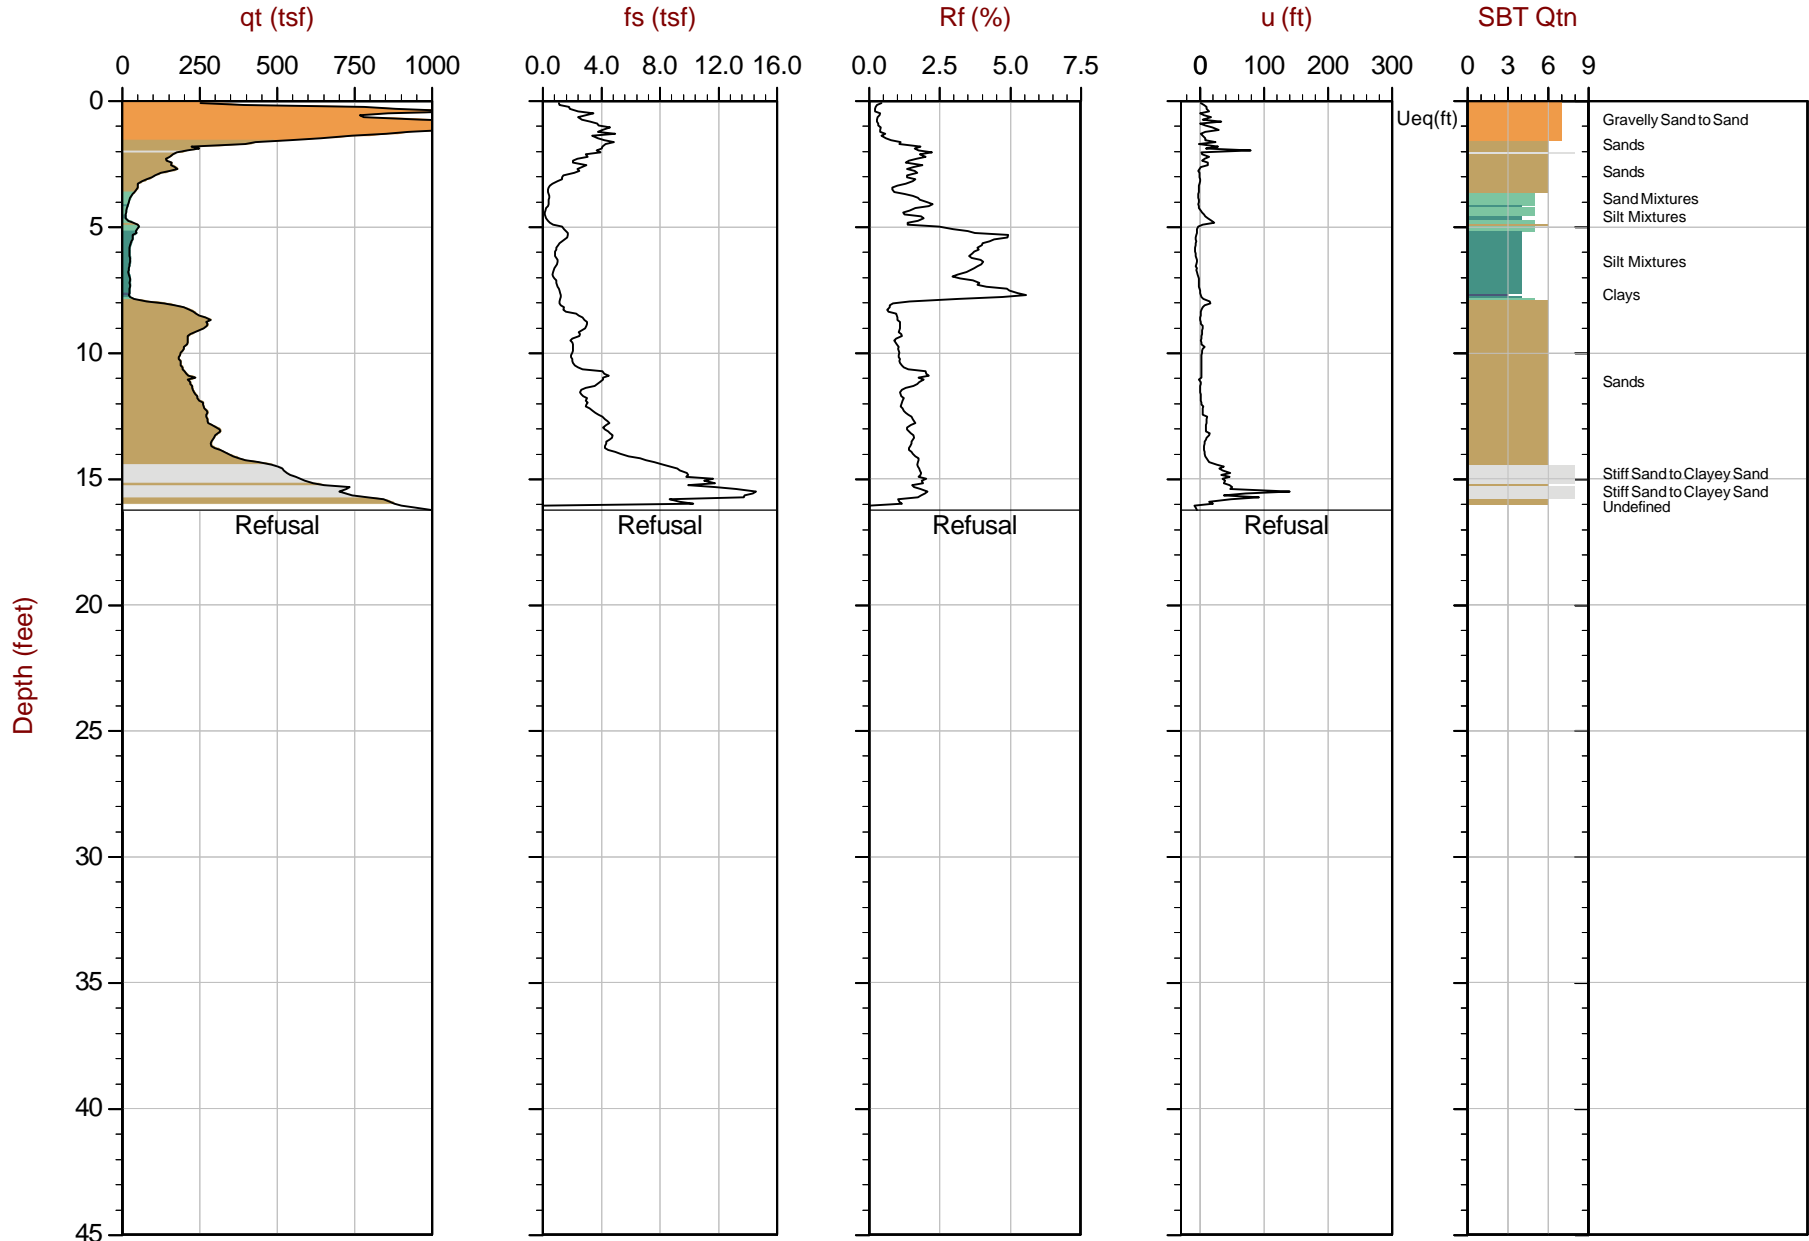 qt (tsf) fs (tsf) Rf (%) u (ft) SBT Qtn
0 250 500 750 1000 0.0 4.0 8.0 12.0 16.0 0.0 2.5 5.0 7.5 0 100 200 300 0 3 6 9
0
Ueq(ft)
Gravelly Sand to Sand
Sands
Sands
Sand Mixtures
Silt Mixtures
5
Silt Mixtures
Clays
10
Sands
Stiff Sand to Clayey Sand
15
Stiff Sand to Clayey Sand
Undefined
Refusal Refusal Refusal Refusal
20
Depth (feet)
25
30
35
40
45